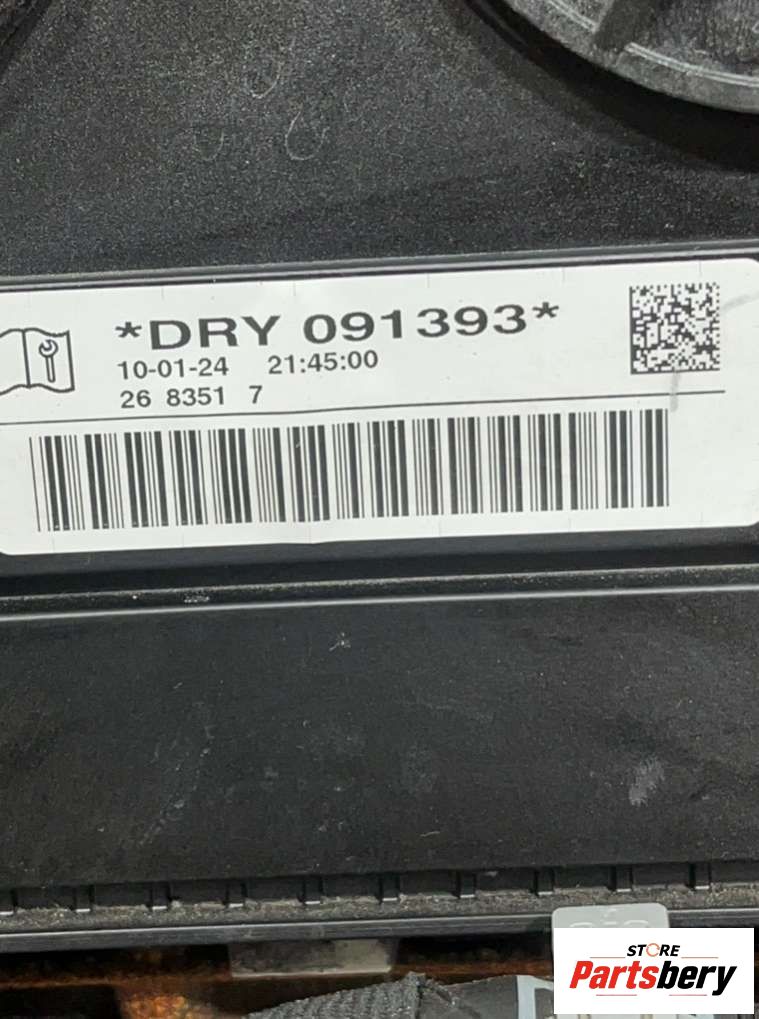 *DRY 091393*
10-01-24 21:45:00
26 8351 7
STORE
Partsbery